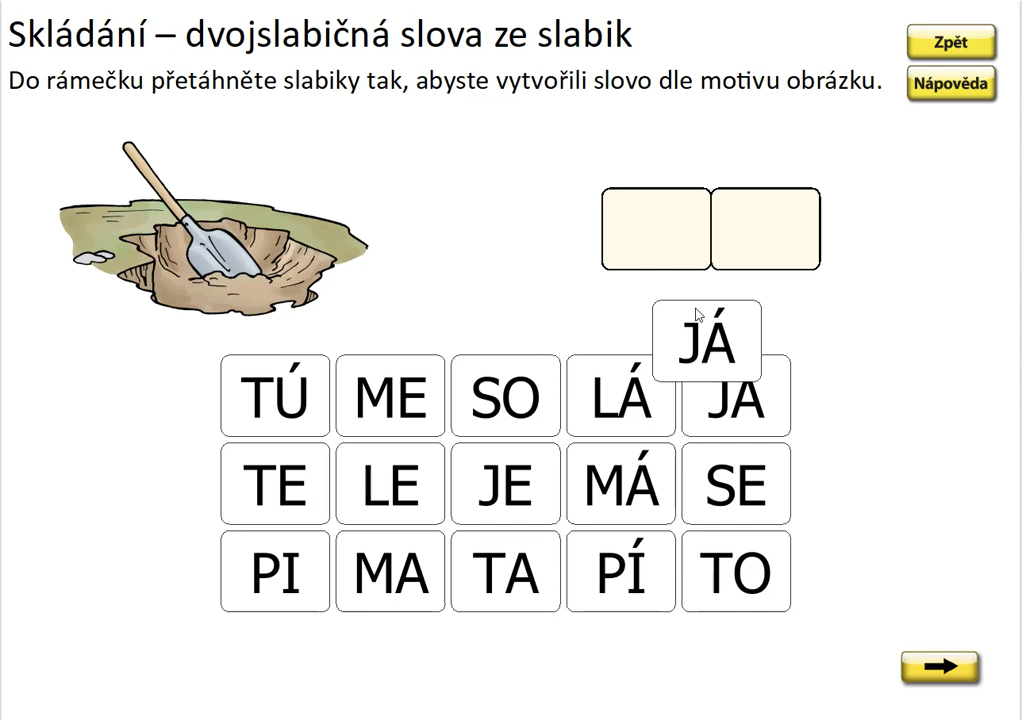 Skládání – dvojslabičná slova ze slabik
Zpět
Do rámečku přetáhněte slabiky tak, abyste vytvořili slovo dle motivu obrázku.
Nápověda
JÁ
TÚ ME SO LÁ JÁ
TE LE JE MÁ SE
PI MA TA PÍ TO